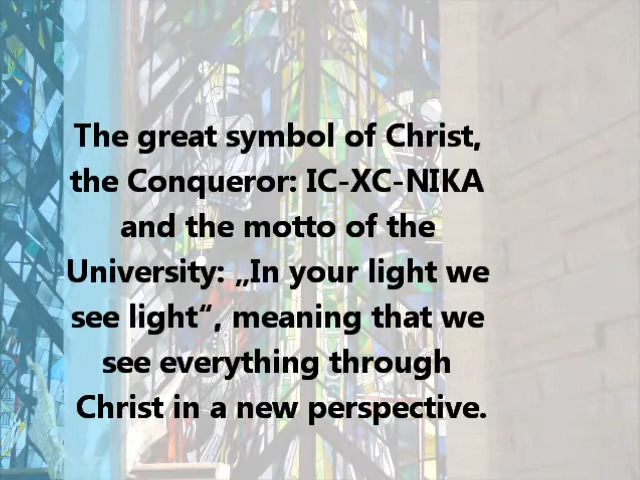 The great symbol of Christ,
the Conqueror: IC-XC-NIKA
and the motto of the
University: „In your light we
see light“, meaning that we
see everything through
Christ in a new perspective.